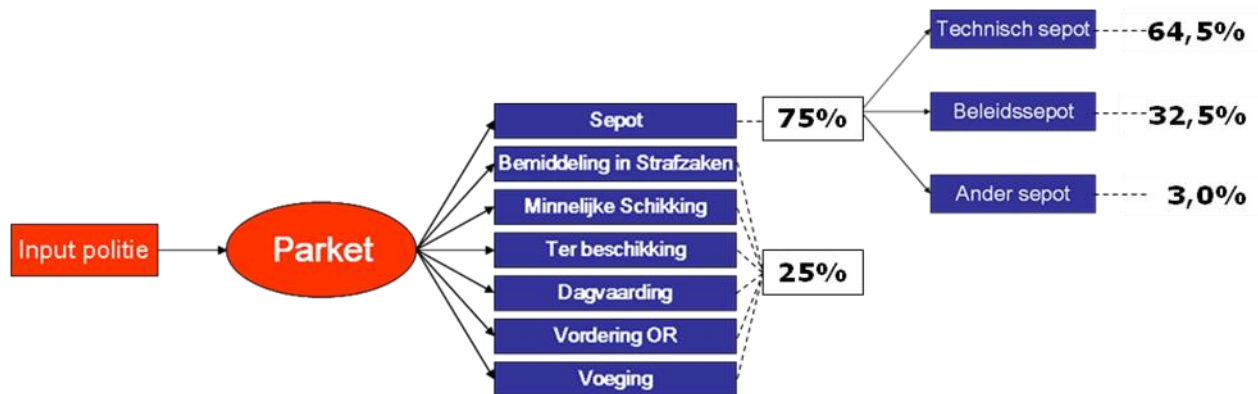 Input politie
Parket
Sepot
Bemiddeling in Strafzaken
Minnelijke Schikking
Ter beschikking
Dagvaarding
Vordering OR
Voeging
75%
25%
Technisch sepot
64,5%
Beleidssepot
32,5%
Ander sepot
3,0%